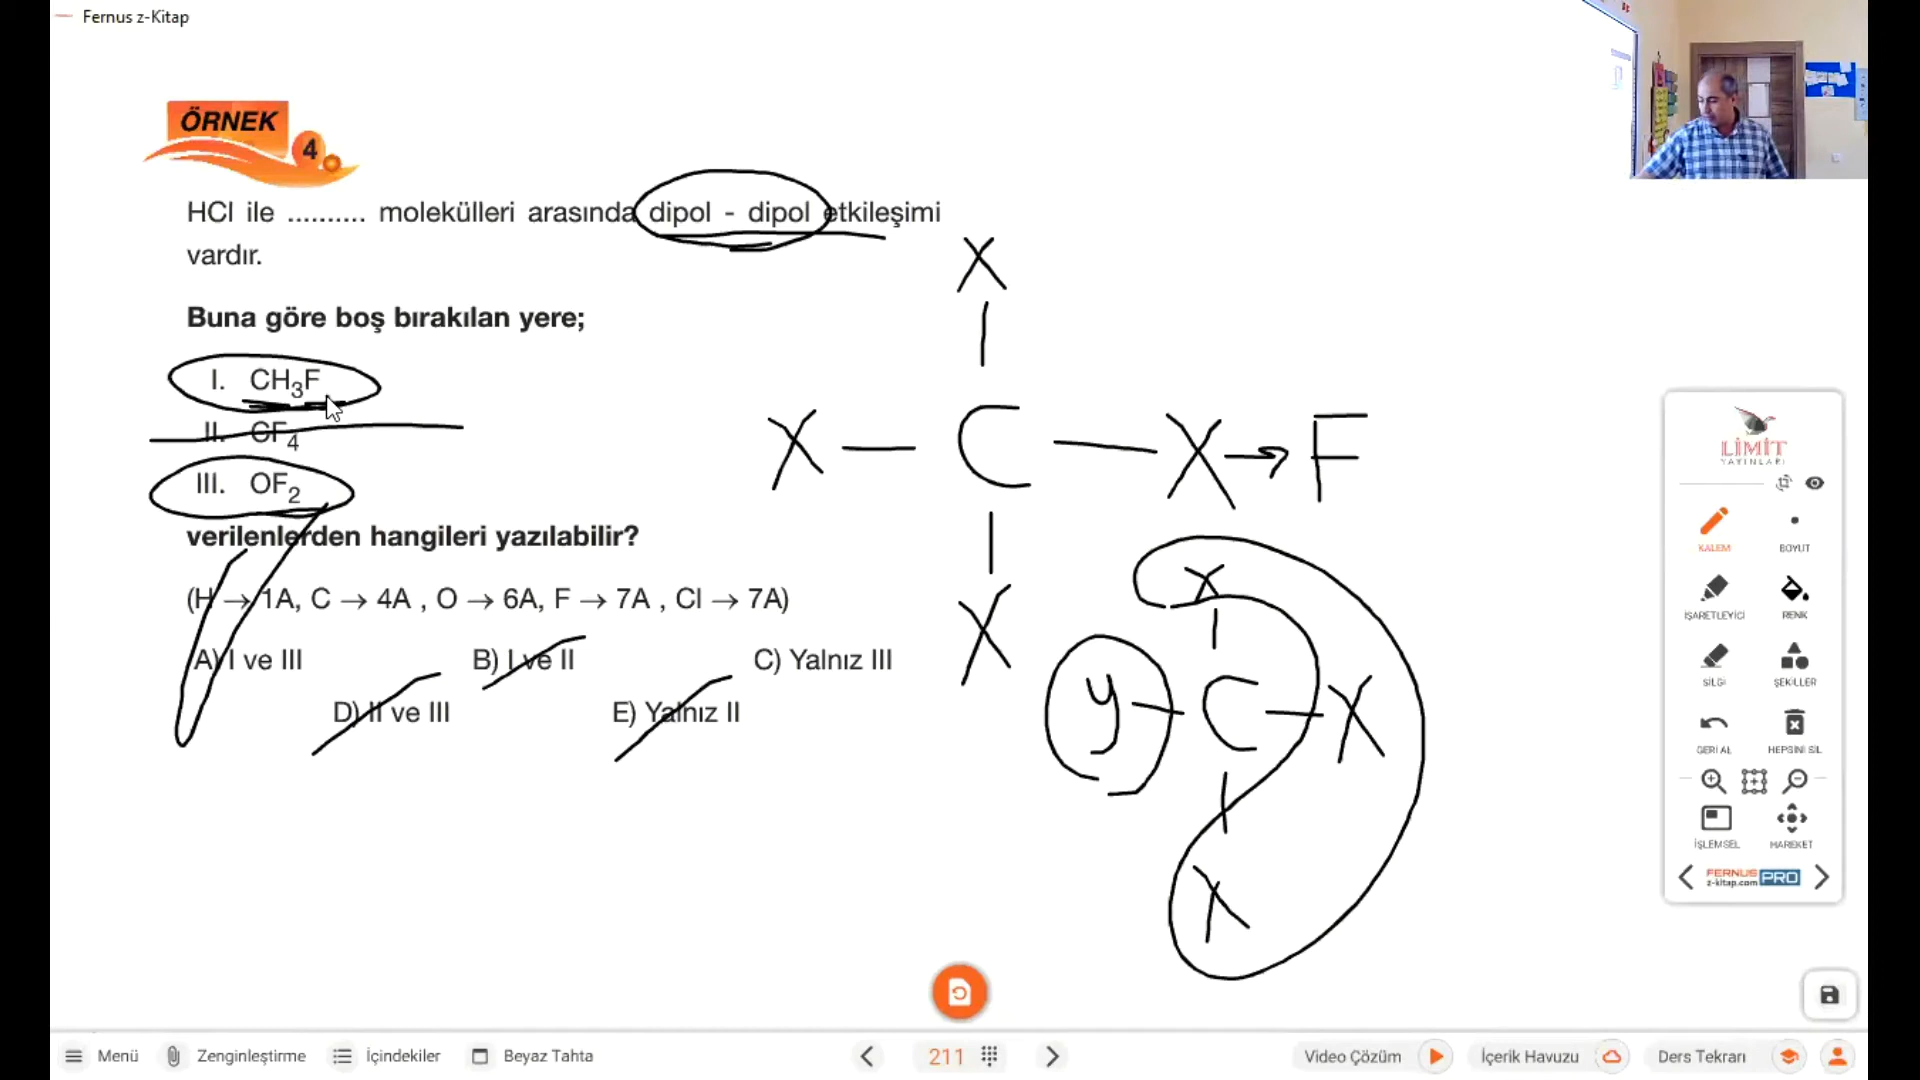 Fernus z-Kitap
ÖRNEK
4
HCl ile .......... molekülleri arasında dipol - dipol etkileşimi
vardır.
Buna göre boş bırakılan yere;
I. CH₃F
II. CF₄
III. OF₂
verilenlerden hangileri yazılabilir?
(H → 1A, C → 4A , O → 6A, F → 7A , Cl → 7A)
A) I ve III B) I ve II C) Yalnız III
D) II ve III E) Yalnız II
X
X — C — X → F
X
X
y — C — X
X
LİMİT
YAYINLARI
KALEM BOYUT
İŞARETLEYİCİ RENK
SİLGİ ŞEKİLLER
GERİ AL HEPSİNİ SİL
İŞLEMSEL HAREKET
FERNUS PRO
z-kitap.com
Menü Zenginleştirme İçindekiler Beyaz Tahta 211 Video Çözüm İçerik Havuzu Ders Tekrarı